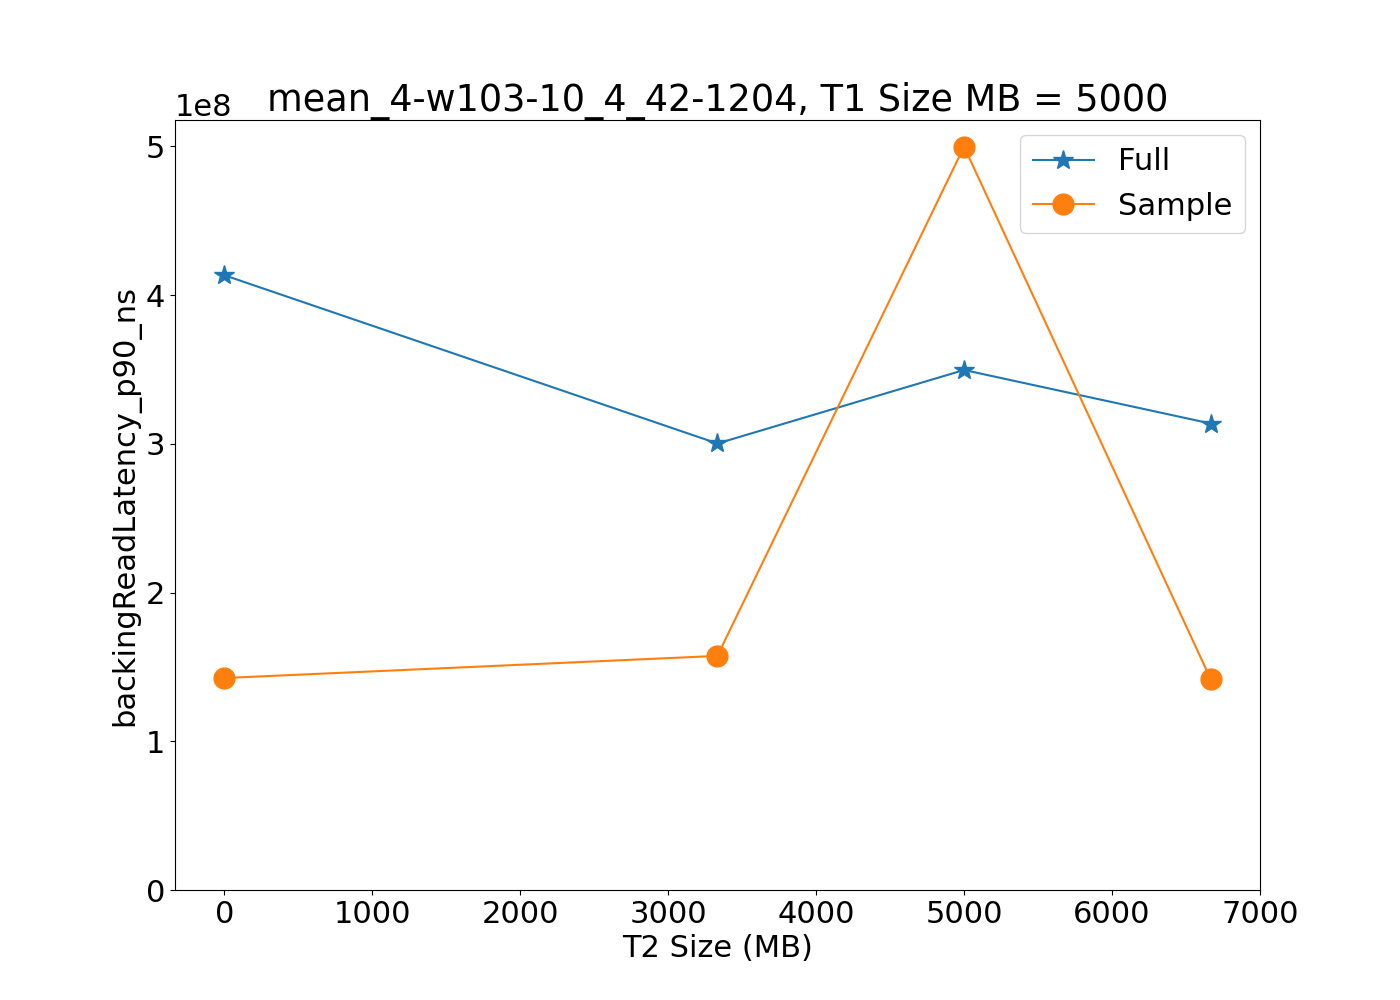 1e8
mean_4-w103-10_4_42-1204, T1 Size MB = 5000
Full
Sample
backingReadLatency_p90_ns
5
4
3
2
1
0
0 1000 2000 3000 4000 5000 6000 7000
T2 Size (MB)